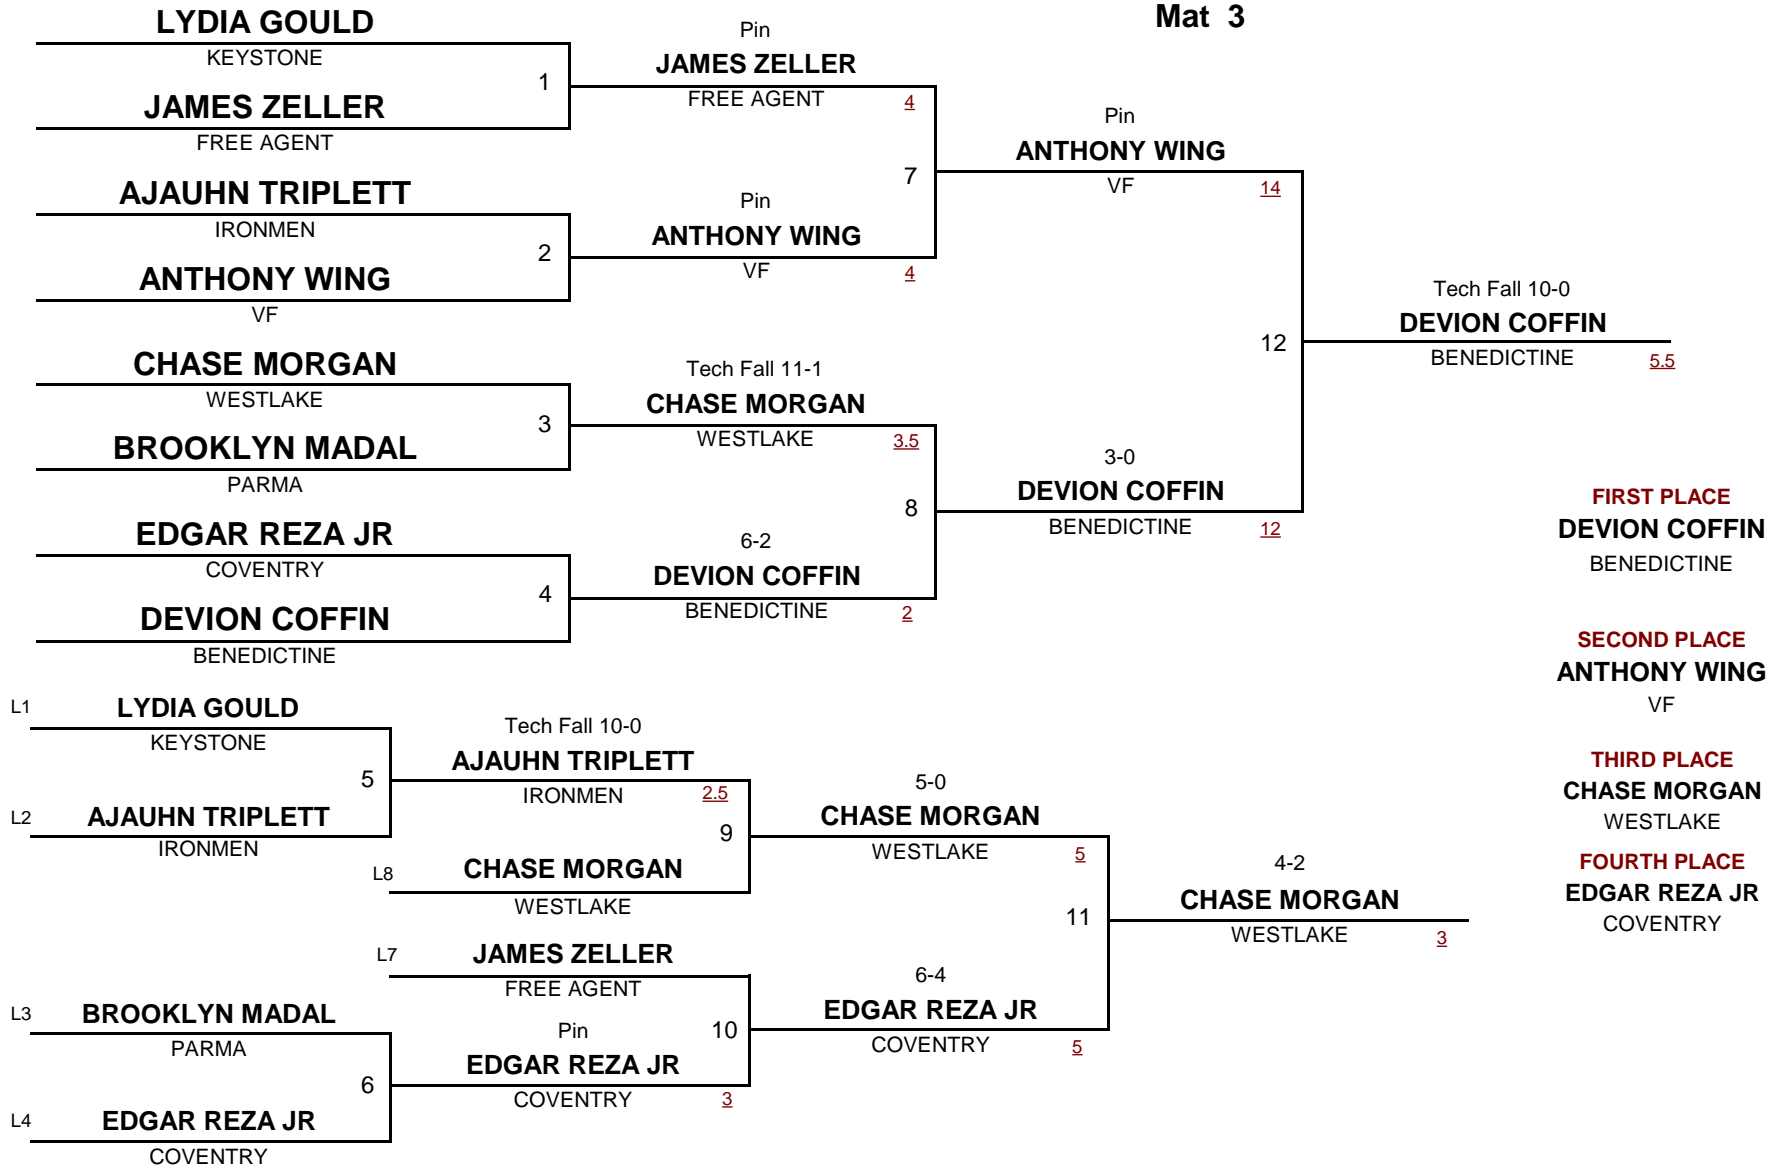 Mat 3
LYDIA GOULD
KEYSTONE
1
JAMES ZELLER
FREE AGENT
AJAUHN TRIPLETT
IRONMEN
2
ANTHONY WING
VF
CHASE MORGAN
WESTLAKE
3
BROOKLYN MADAL
PARMA
EDGAR REZA JR
COVENTRY
4
DEVION COFFIN
BENEDICTINE
Pin
JAMES ZELLER
FREE AGENT 4
7
Pin
ANTHONY WING
VF 4
Tech Fall 11-1
CHASE MORGAN
WESTLAKE 3.5
8
6-2
DEVION COFFIN
BENEDICTINE 2
Pin
ANTHONY WING
VF 14
12
3-0
DEVION COFFIN
BENEDICTINE 12
Tech Fall 10-0
DEVION COFFIN
BENEDICTINE 5.5
FIRST PLACE
DEVION COFFIN
BENEDICTINE
SECOND PLACE
ANTHONY WING
VF
THIRD PLACE
CHASE MORGAN
WESTLAKE
FOURTH PLACE
EDGAR REZA JR
COVENTRY
L1 LYDIA GOULD
KEYSTONE
5
L2 AJAUHN TRIPLETT
IRONMEN
L3 BROOKLYN MADAL
PARMA
6
L4 EDGAR REZA JR
COVENTRY
Tech Fall 10-0
AJAUHN TRIPLETT
IRONMEN 2.5
9
L8 CHASE MORGAN
WESTLAKE
L7 JAMES ZELLER
FREE AGENT
10
Pin
EDGAR REZA JR
COVENTRY 3
5-0
CHASE MORGAN
WESTLAKE 5
11
6-4
EDGAR REZA JR
COVENTRY 5
4-2
CHASE MORGAN
WESTLAKE 3